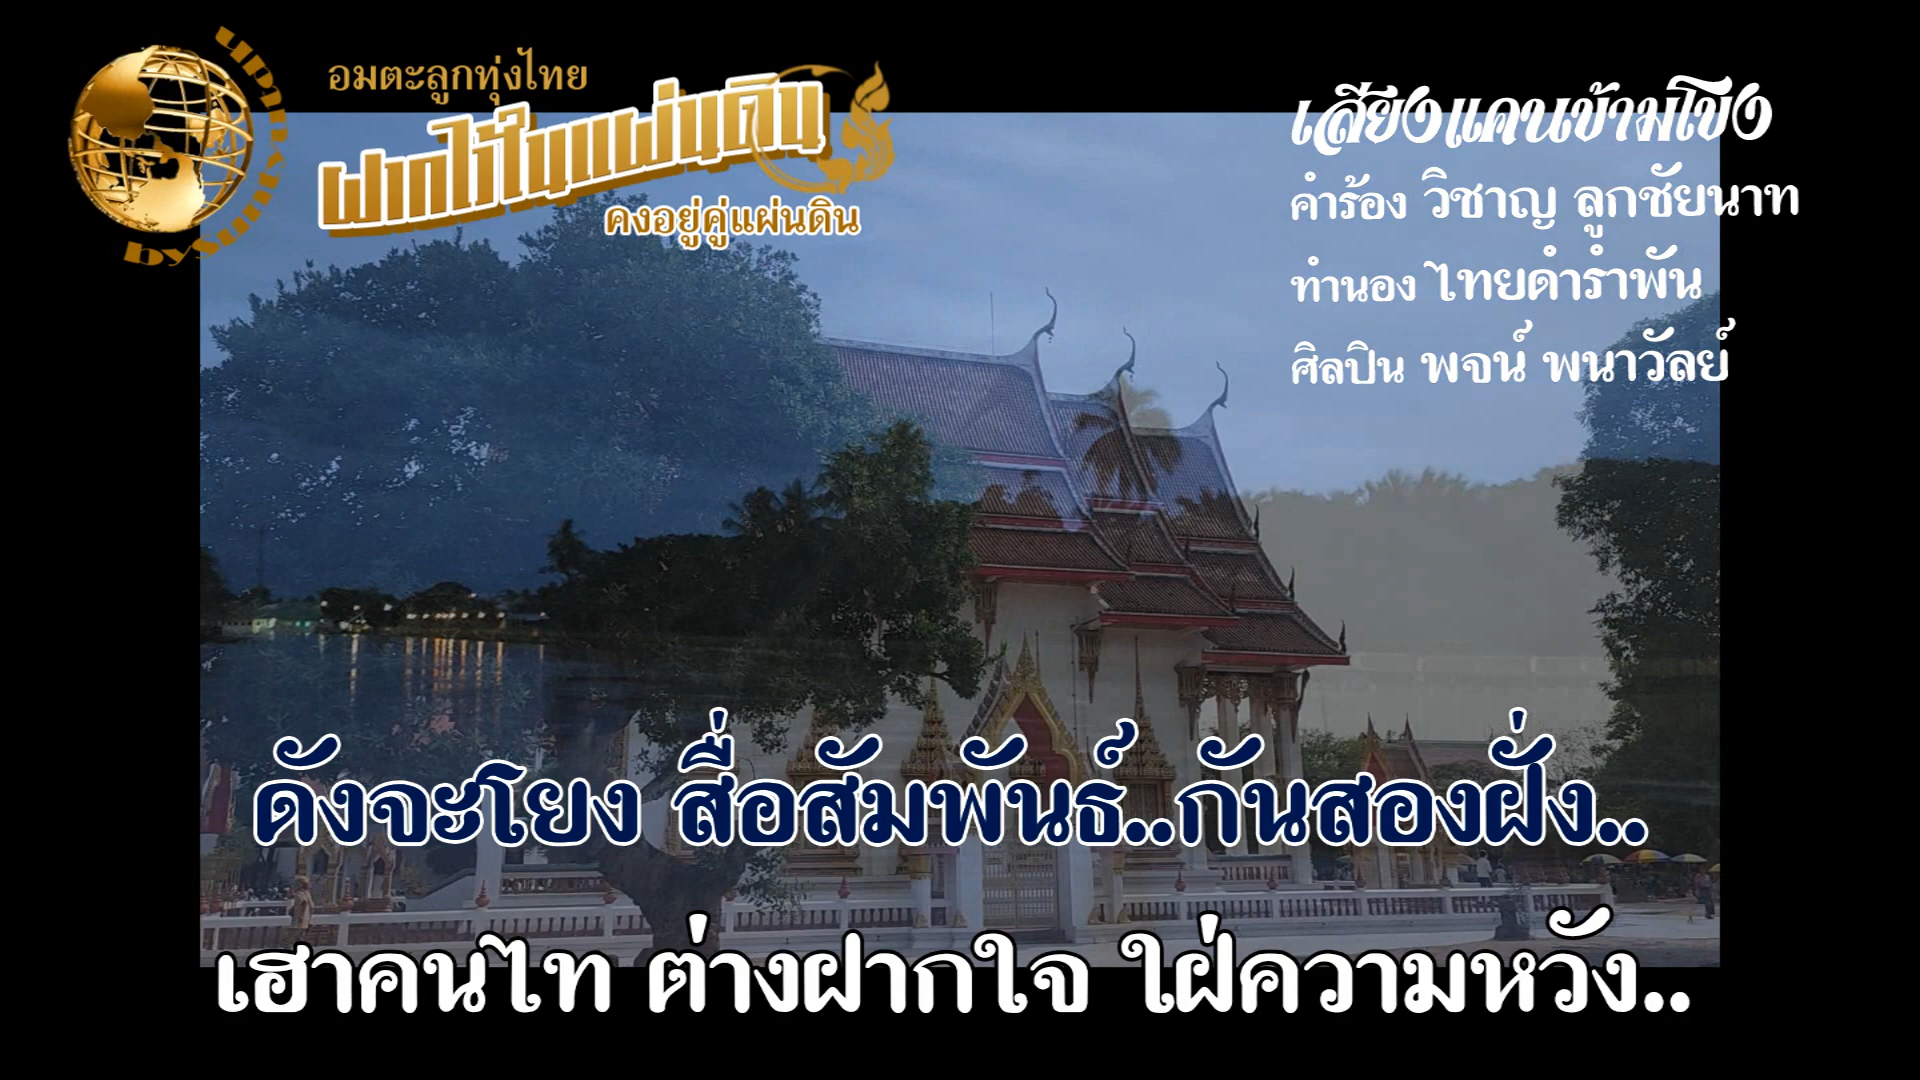 อมตะลูกทุ่งไทย
ฝากไว้ในแผ่นดิน
คงอยู่คู่แผ่นดิน
เสียงแคนข้ามโขง
คำร้อง วิชาญ ลูกชัยนาท
ทำนอง ไทยดำรำพัน
ศิลปิน พจน์ พนาวัลย์
ดังจะโยง สื่อสัมพันธ์..กันสองฝั่ง..
เฮาคนไท ต่างฝากใจ ใฝ่ความหวัง..